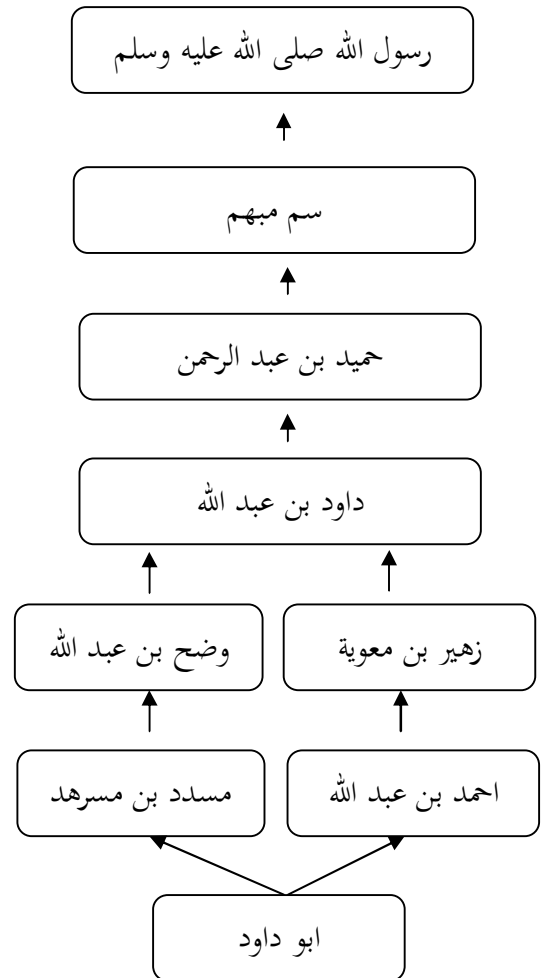 رسول الله صلى الله عليه وسلم
سم مبهم
حميد بن عبد الرحمن
داود بن عبد الله
زهير بن معوية
وضح بن عبد الله
احمد بن عبد الله
مسدد بن مسرهد
ابو داود